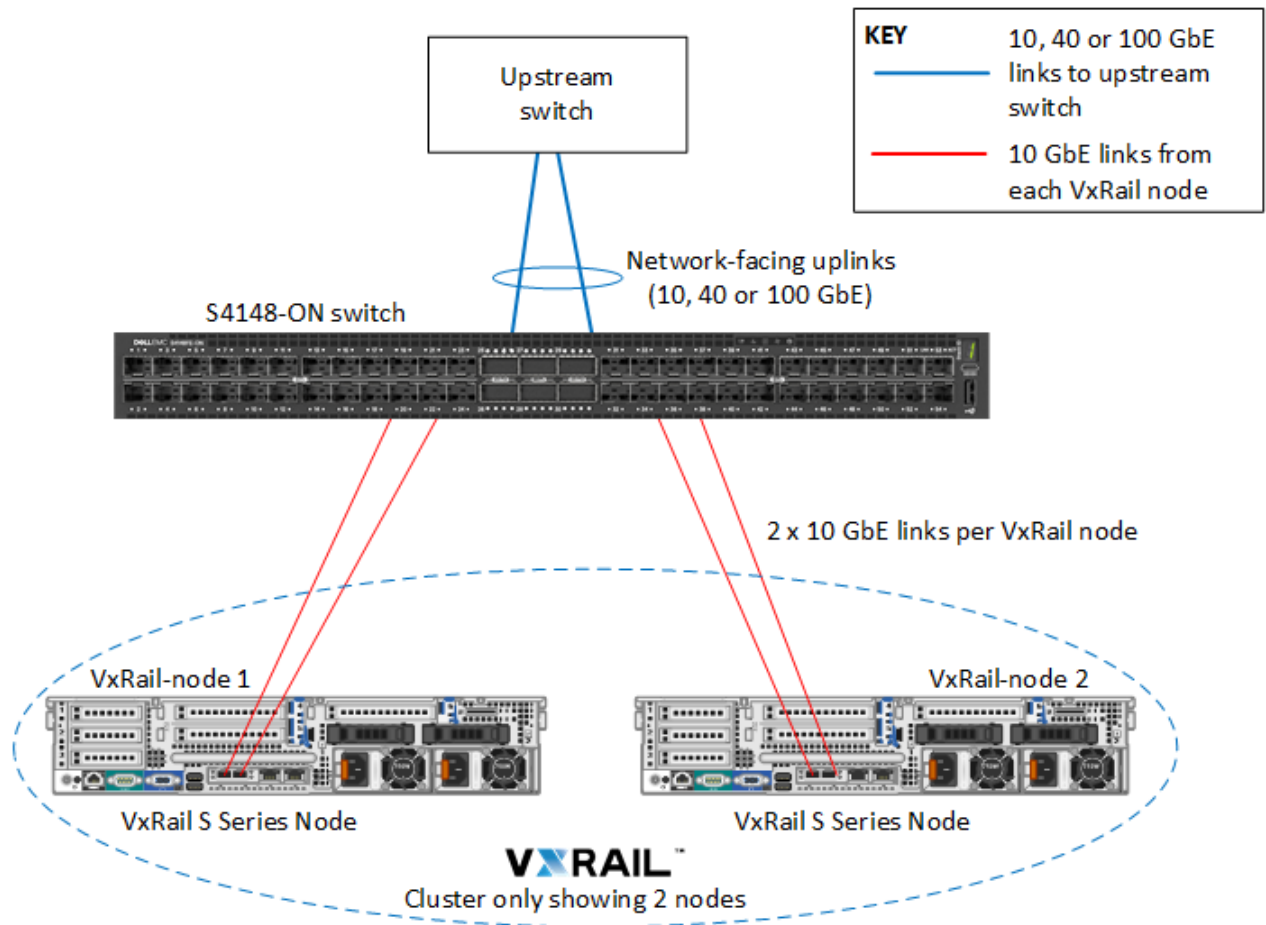 KEY
10, 40 or 100 GbE
links to upstream
switch
10 GbE links from
each VxRail node
Upstream
switch
Network-facing uplinks
(10, 40 or 100 GbE)
S4148-ON switch
DELLEMC
2 x 10 GbE links per VxRail node
VxRail-node 1
VxRail-node 2
VxRail S Series Node
VxRail S Series Node
VXRAIL™
Cluster only showing 2 nodes